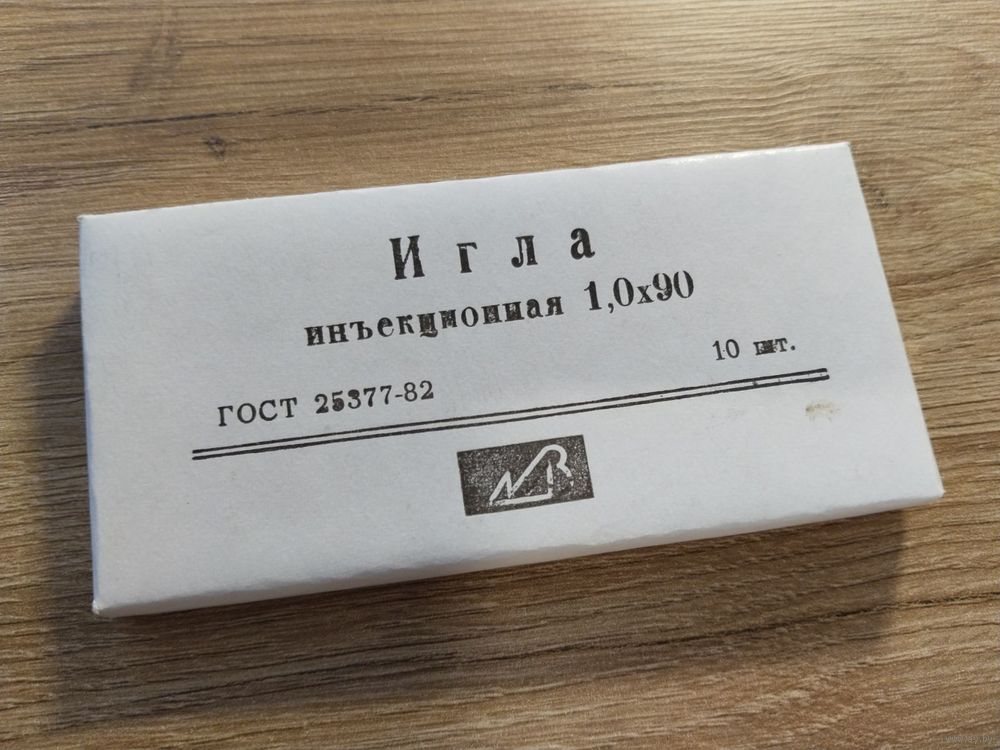 Игла
инъекционная 1,0х90
10 шт.
ГОСТ 25377-82